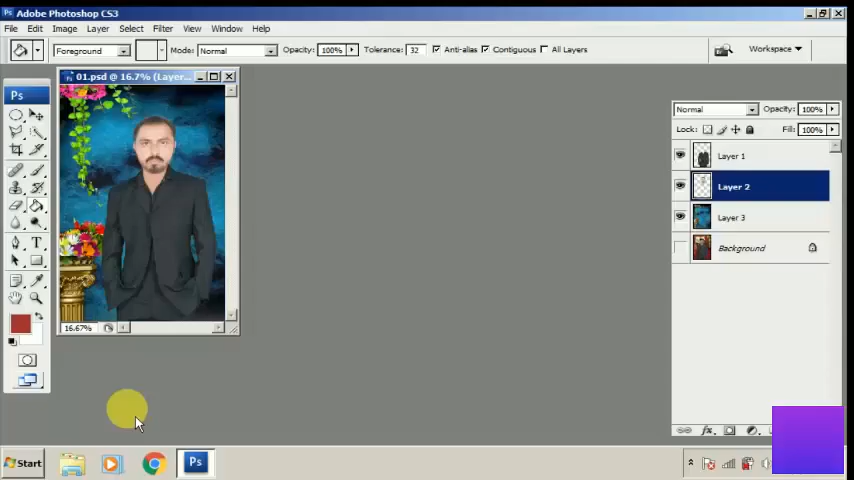 Adobe Photoshop CS3
File Edit Image Layer Select Filter View Window Help
Foreground Mode: Normal Opacity: 100% Tolerance: 32 Anti-alias Contiguous All Layers Workspace
01.psd @ 16.7% (Layer...
Ps
Normal Opacity: 100%
Lock: Fill: 100%
Layer 1
Layer 2
Layer 3
Background
T
16.67%
fx
Start Ps